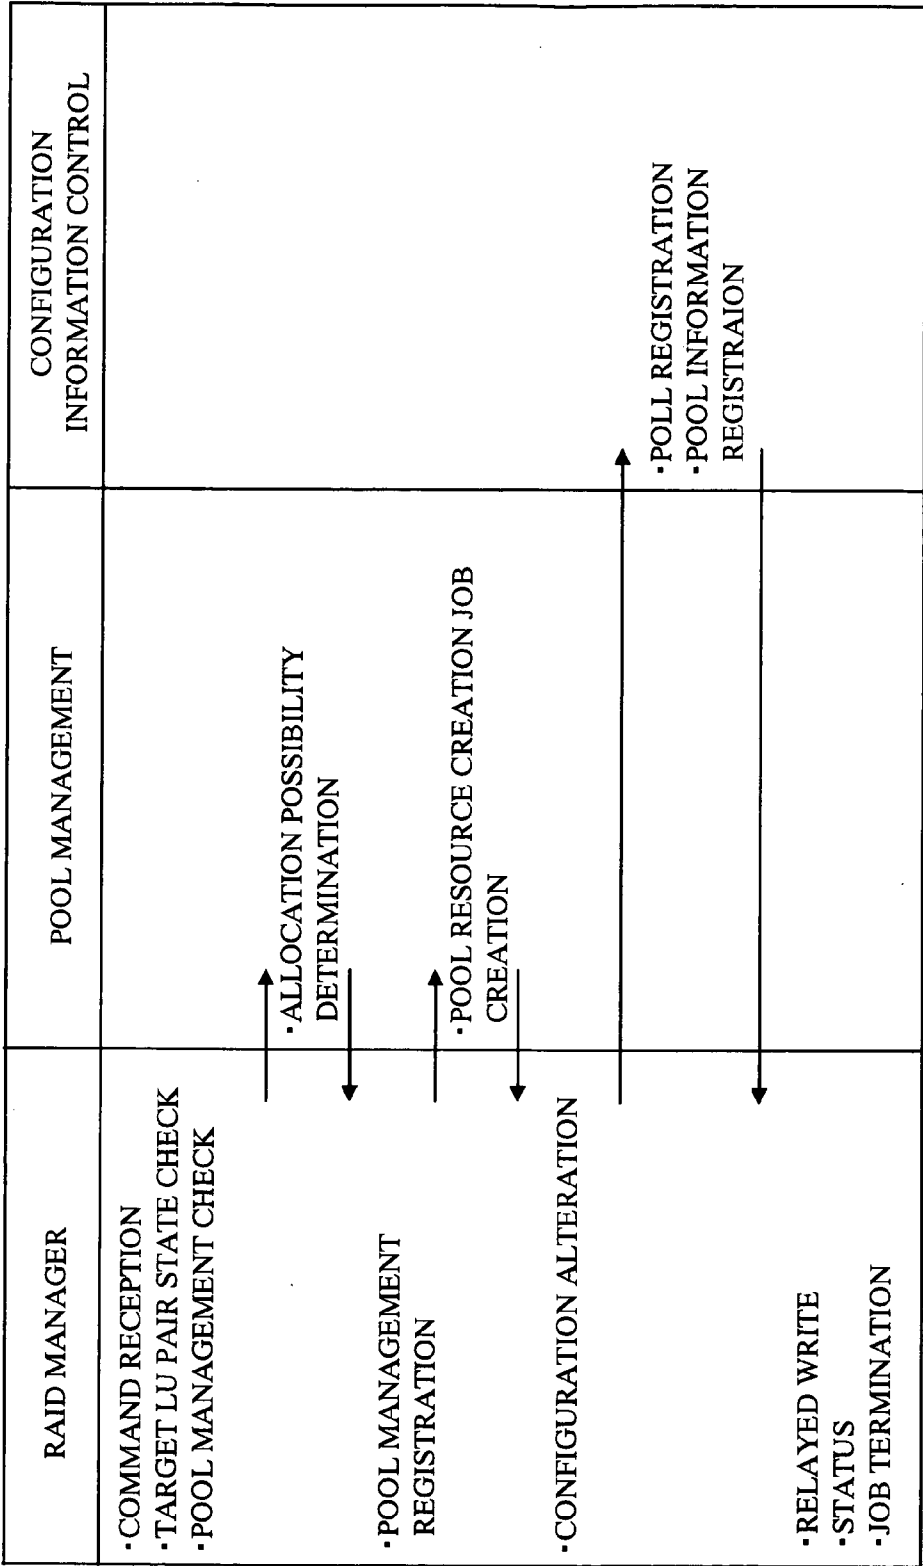 RAID MANAGER
POOL MANAGEMENT
CONFIGURATION
INFORMATION CONTROL
·COMMAND RECEPTION
·TARGET LU PAIR STATE CHECK
·POOL MANAGEMENT CHECK
·ALLOCATION POSSIBILITY
DETERMINATION
·POOL MANAGEMENT
REGISTRATION
·POOL RESOURCE CREATION JOB
CREATION
·CONFIGURATION ALTERATION
·POLL REGISTRATION
·POOL INFORMATION
REGISTRAION
·RELAYED WRITE
·STATUS
·JOB TERMINATION